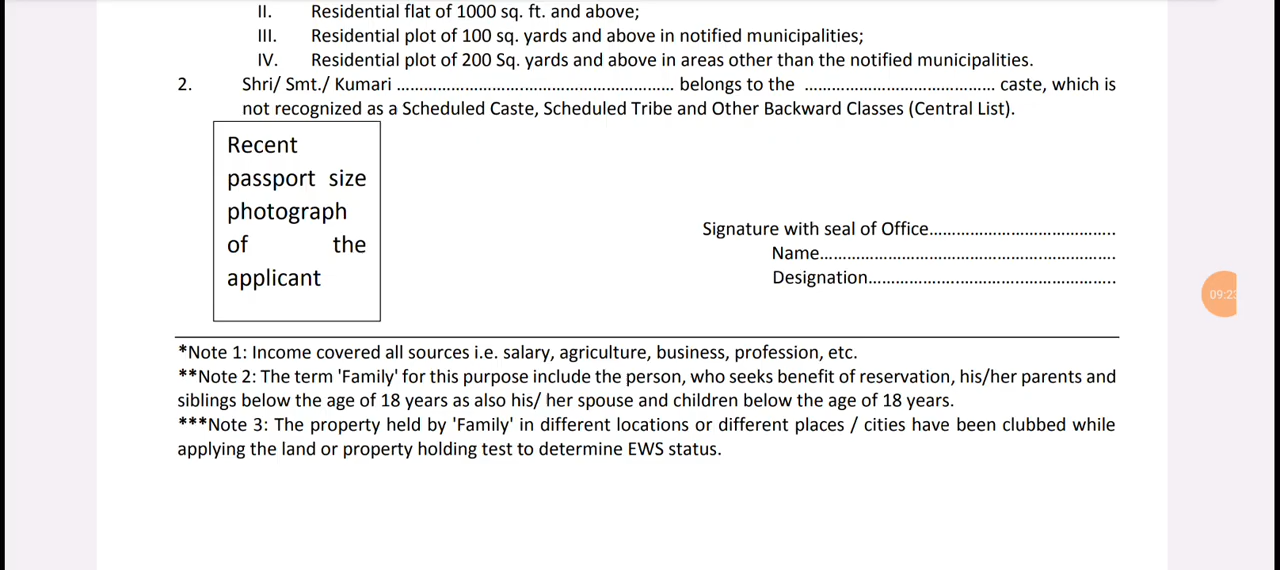 II. Residential flat of 1000 sq. ft. and above;
III. Residential plot of 100 sq. yards and above in notified municipalities;
IV. Residential plot of 200 Sq. yards and above in areas other than the notified municipalities.
2. Shri/ Smt./ Kumari ............................................................ belongs to the .......................................... caste, which is
not recognized as a Scheduled Caste, Scheduled Tribe and Other Backward Classes (Central List).
Recent
passport size
photograph
of the
applicant
Signature with seal of Office.........................................
Name.................................................................
Designation......................................................
*Note 1: Income covered all sources i.e. salary, agriculture, business, profession, etc.
**Note 2: The term 'Family' for this purpose include the person, who seeks benefit of reservation, his/her parents and
siblings below the age of 18 years as also his/ her spouse and children below the age of 18 years.
***Note 3: The property held by 'Family' in different locations or different places / cities have been clubbed while
applying the land or property holding test to determine EWS status.